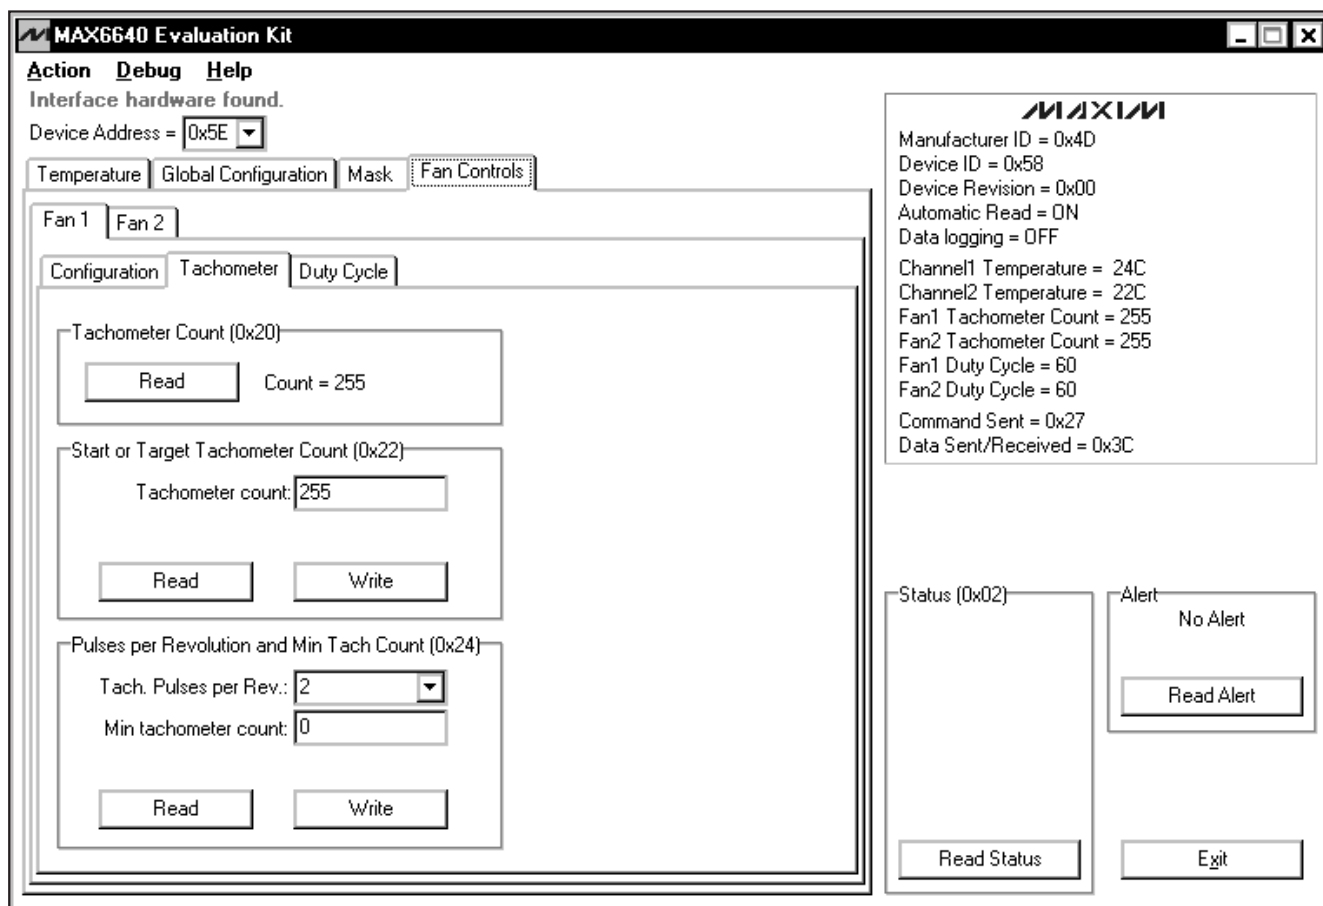 MAX6640 Evaluation Kit
Action Debug Help
Interface hardware found.
Device Address = 0x5E
Temperature Global Configuration Mask Fan Controls
Fan 1 Fan 2
Configuration Tachometer Duty Cycle
Tachometer Count (0x20)
Read Count = 255
Start or Target Tachometer Count (0x22)
Tachometer count: 255
Read Write
Pulses per Revolution and Min Tach Count (0x24)
Tach. Pulses per Rev.: 2
Min tachometer count: 0
Read Write
MAXIM
Manufacturer ID = 0x4D
Device ID = 0x58
Device Revision = 0x00
Automatic Read = ON
Data logging = OFF
Channel1 Temperature = 24C
Channel2 Temperature = 22C
Fan1 Tachometer Count = 255
Fan2 Tachometer Count = 255
Fan1 Duty Cycle = 60
Fan2 Duty Cycle = 60
Command Sent = 0x27
Data Sent/Received = 0x3C
Status (0x02)
Read Status
Alert
No Alert
Read Alert
Exit